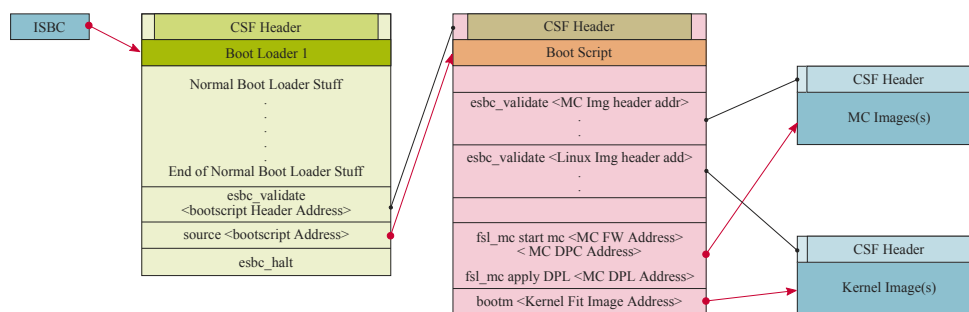 ISBC
CSF Header
Boot Loader 1
Normal Boot Loader Stuff
.
.
.
.
.
End of Normal Boot Loader Stuff
esbc_validate
<bootscript Header Address>
source <bootscript Address>
esbc_halt
CSF Header
Boot Script
esbc_validate <MC Img header addr>
.
.
esbc_validate <Linux Img header add>
.
.
fsl_mc start mc <MC FW Address>
< MC DPC Address>
fsl_mc apply DPL <MC DPL Address>
bootm <Kernel Fit Image Address>
CSF Header
MC Images(s)
CSF Header
Kernel Image(s)